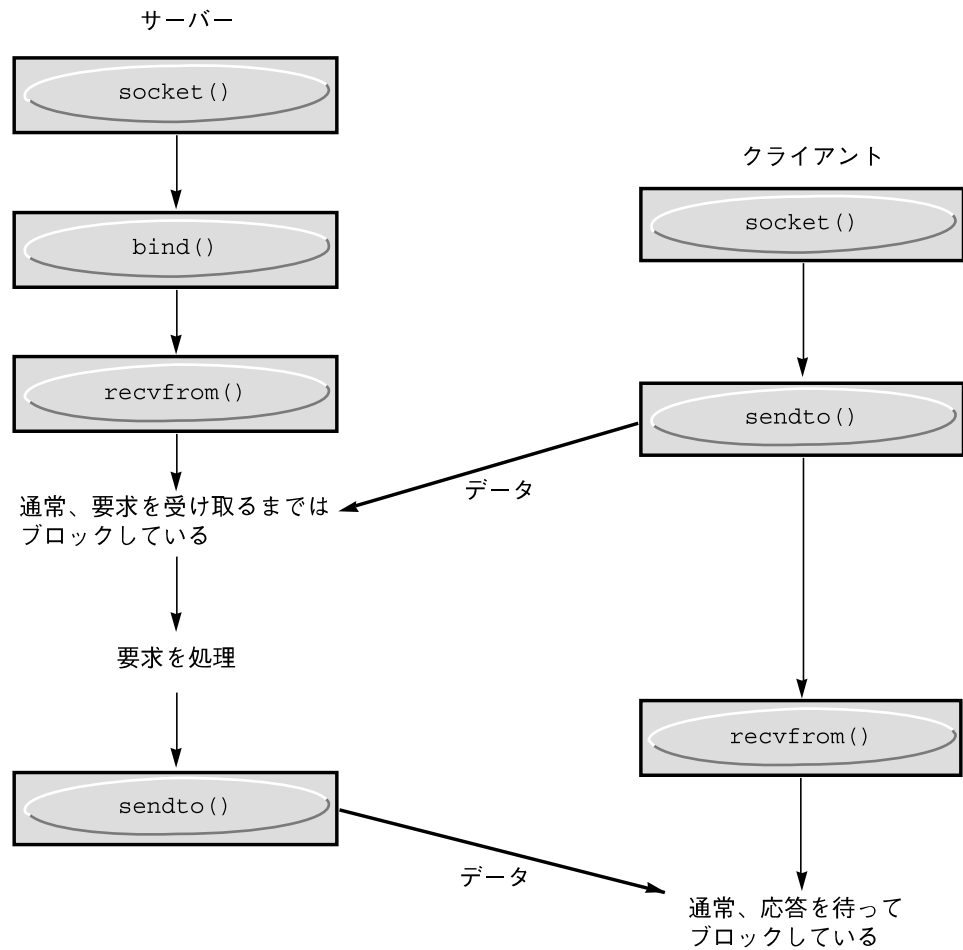 サーバー
socket()
bind()
recvfrom()
通常、要求を受け取るまでは
ブロックしている
要求を処理
sendto()
データ
データ
クライアント
socket()
sendto()
recvfrom()
通常、応答を待って
ブロックしている